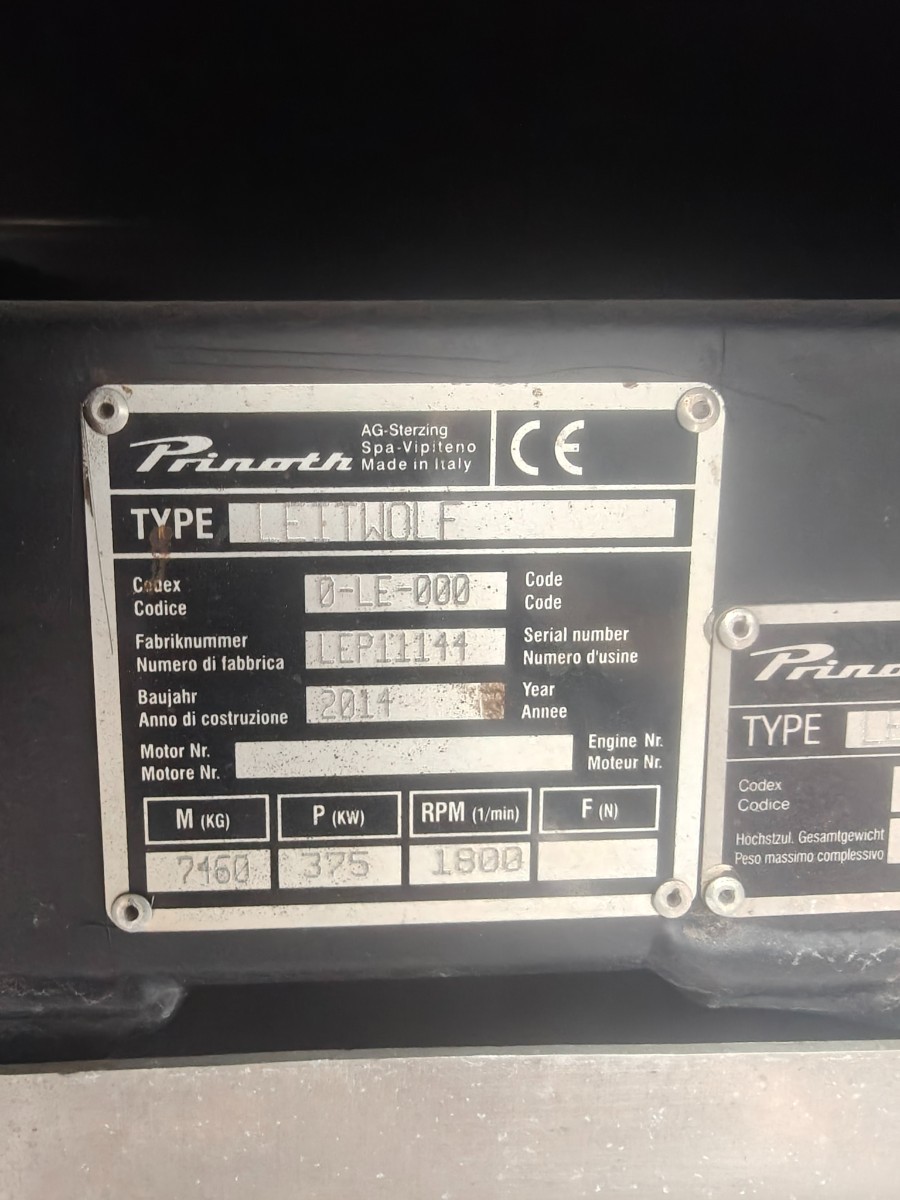 Prinoth
AG-Sterzing
Spa-Vipiteno
Made in Italy
CE
TYPE LEITWOLF
Codex
Codice
0-LE-000
Code
Code
Fabriknummer
Numero di fabbrica
LEP11144
Serial number
Numero d'usine
Baujahr
Anno di costruzione
2014
Year
Annee
Motor Nr.
Motore Nr.
Engine Nr.
Moteur Nr.
M (KG) P (KW) RPM (1/min) F (N)
7460 375 1800
TYPE
Codex
Codice
Höchstzul. Gesamtgewicht
Peso massimo complessivo